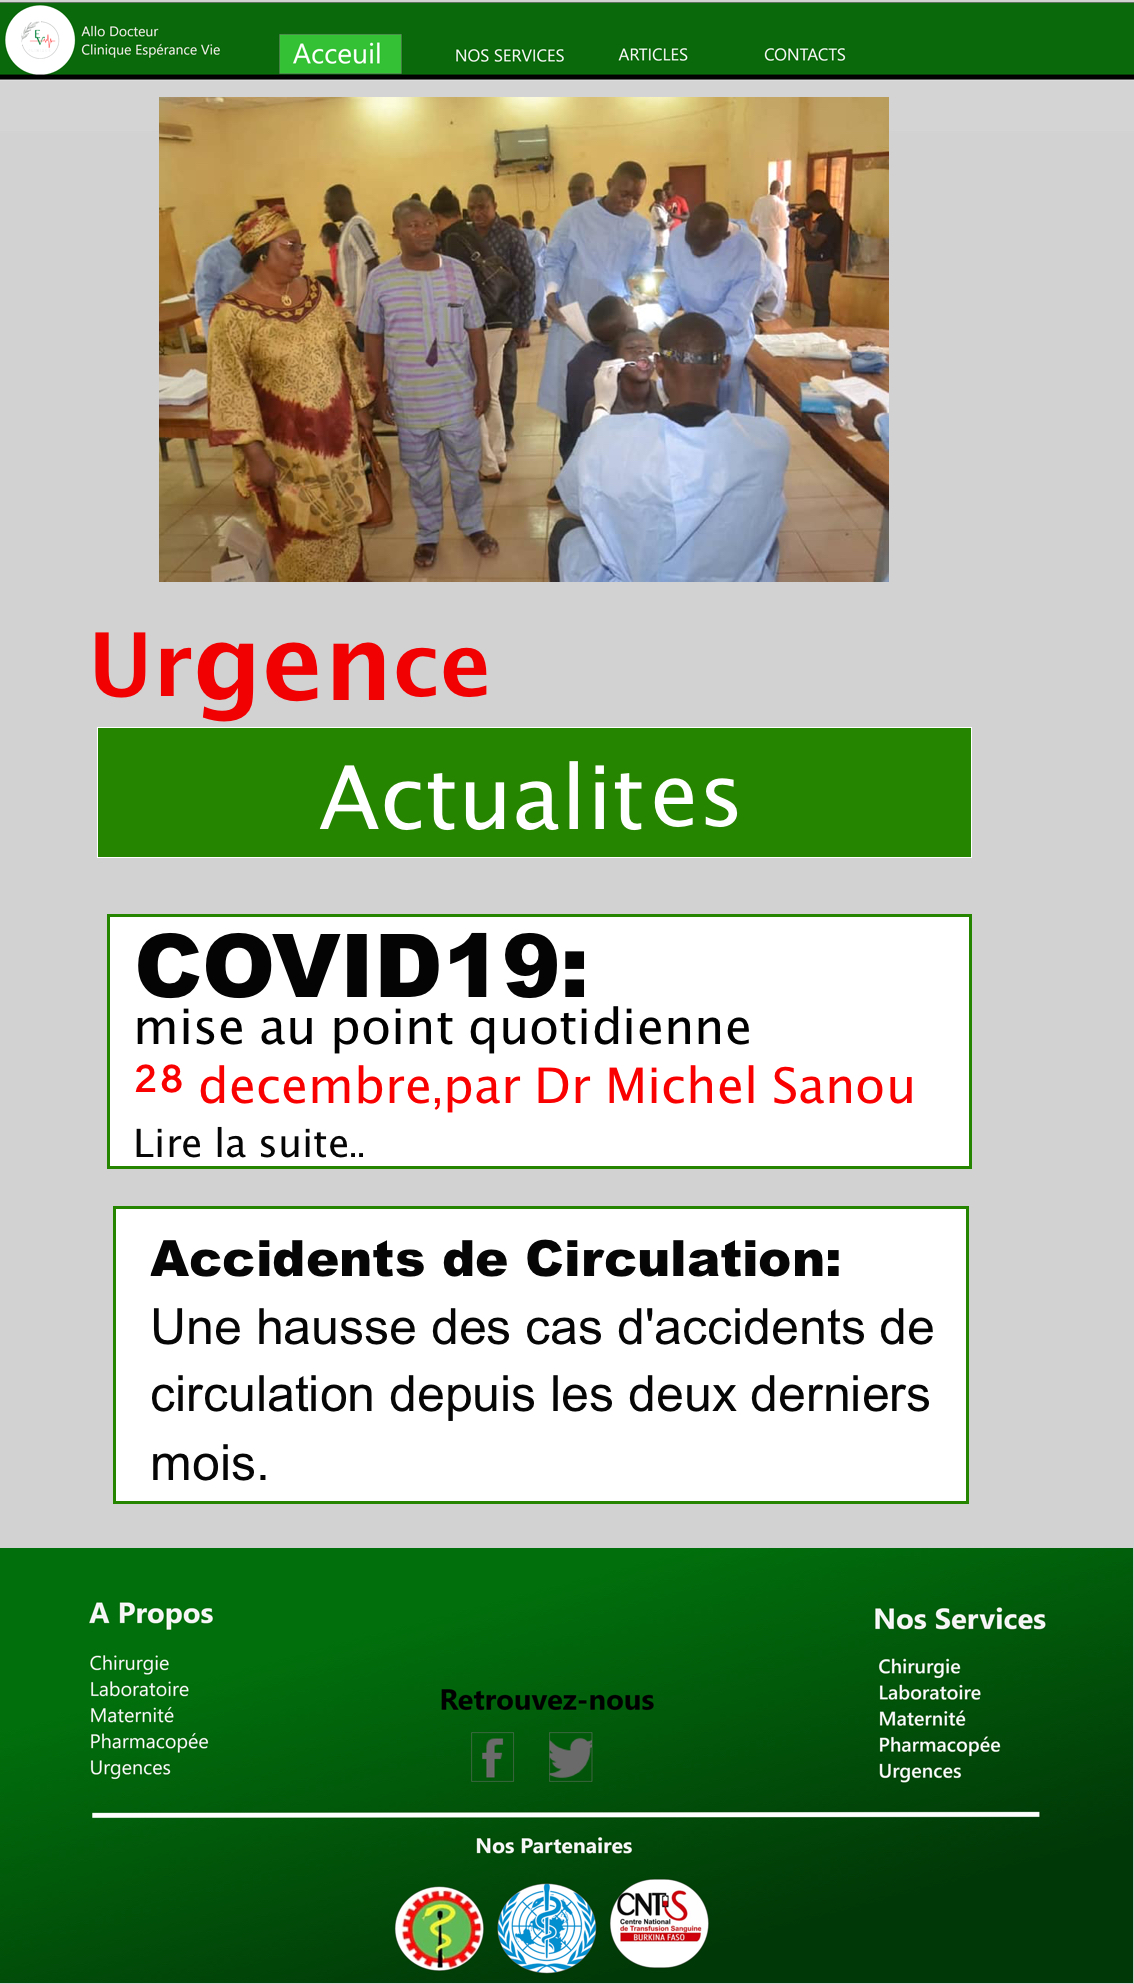 Allo Docteur
Clinique Espérance Vie
Acceuil
NOS SERVICES
ARTICLES
CONTACTS
Urgence
Actualites
COVID19:
mise au point quotidienne
28 decembre,par Dr Michel Sanou
Lire la suite..
Accidents de Circulation:
Une hausse des cas d'accidents de
circulation depuis les deux derniers
mois.
A Propos
Chirurgie
Laboratoire
Maternité
Pharmacopée
Urgences
Retrouvez-nous
Nos Services
Chirurgie
Laboratoire
Maternité
Pharmacopée
Urgences
Nos Partenaires
CNTS
Centre National
de Transfusion Sanguine
BURKINA FASO